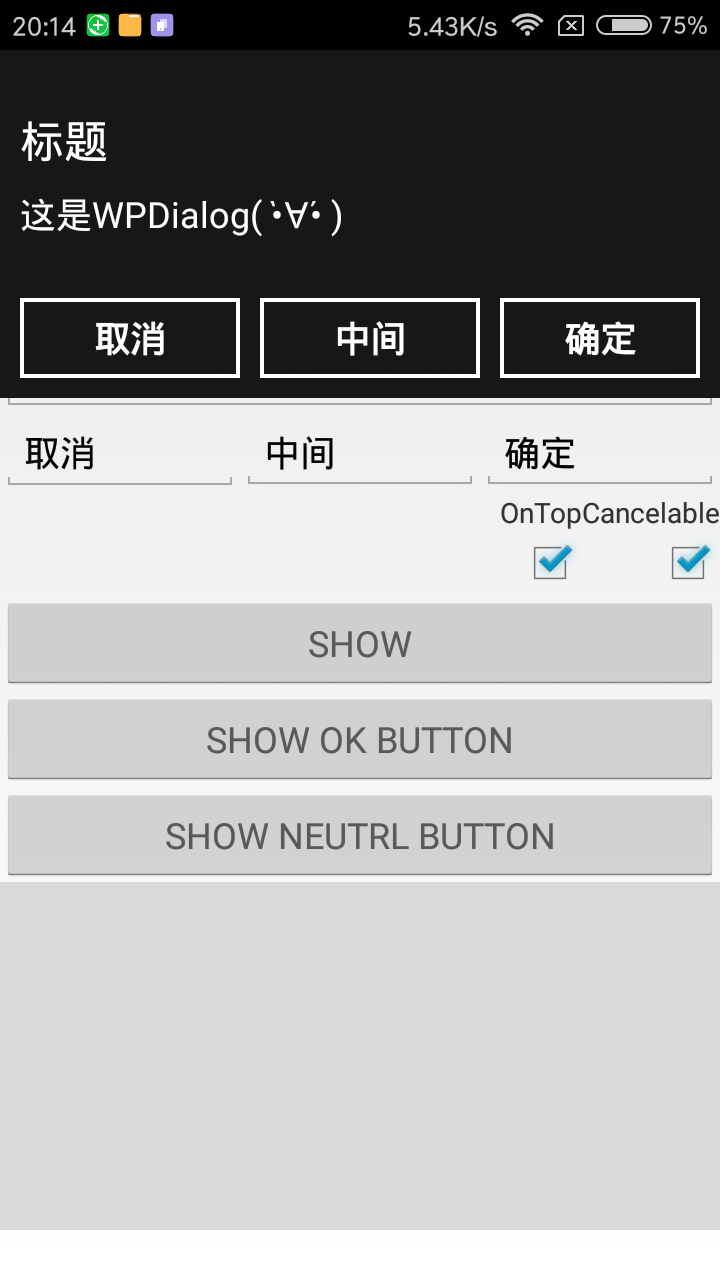 20:14 5.43K/s 75%
标题
这是WPDialog( •̀∀•́ )
取消 中间 确定
取消 中间 确定
OnTopCancelable
SHOW
SHOW OK BUTTON
SHOW NEUTRL BUTTON